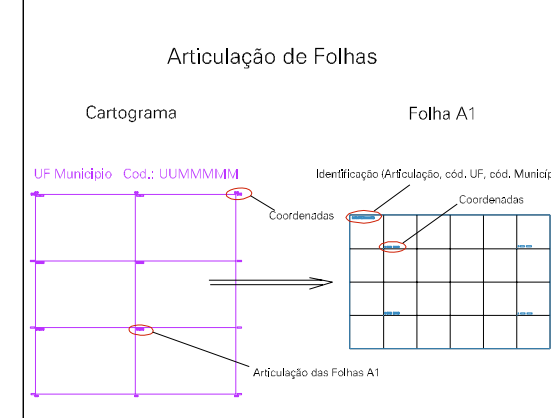 Articulação de Folhas
Cartograma
Folha A1
UF Municipio Cod.: UUMMMMM
Identificação (Articulação, cód. UF, cód. Municíp
Coordenadas
Coordenadas
Articulação das Folhas A1